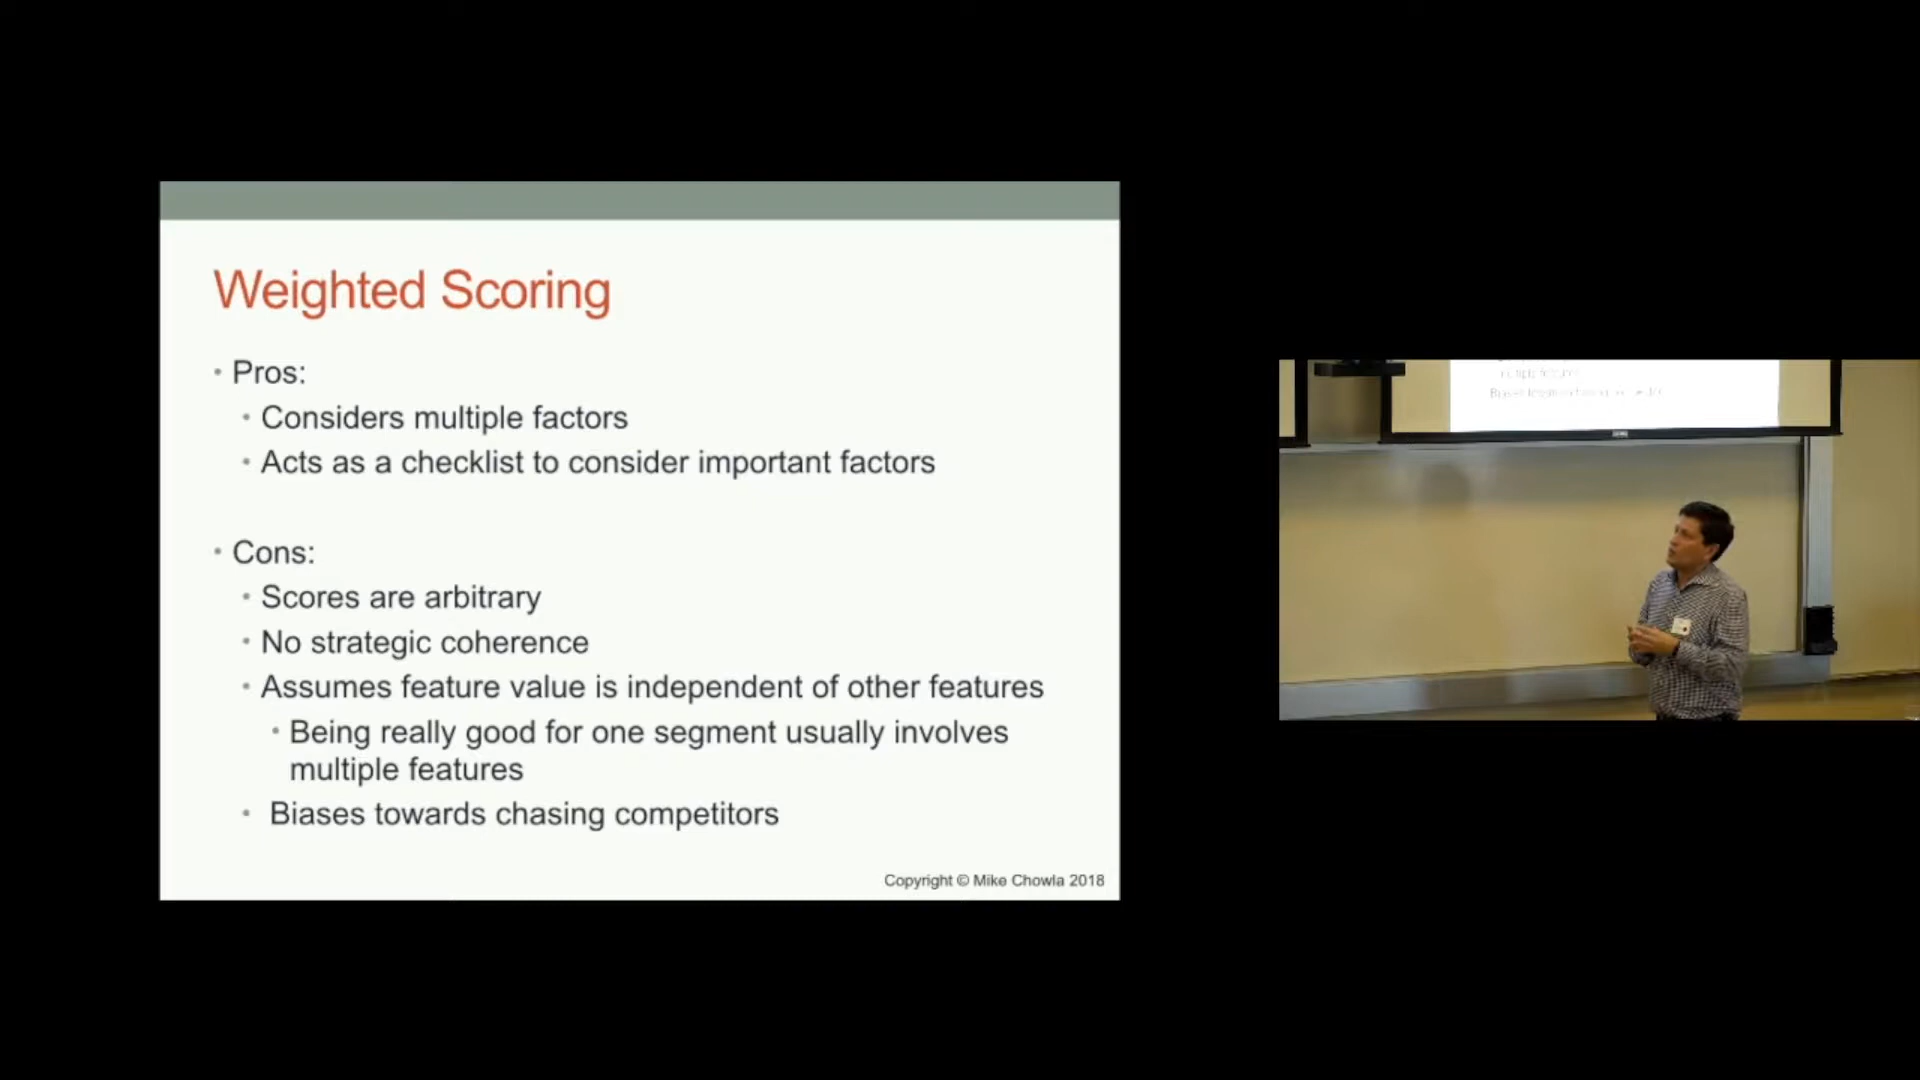 Weighted Scoring
• Pros:
• Considers multiple factors
• Acts as a checklist to consider important factors
• Cons:
• Scores are arbitrary
• No strategic coherence
• Assumes feature value is independent of other features
• Being really good for one segment usually involves
multiple features
• Biases towards chasing competitors
Copyright © Mike Chowla 2018
multiple features